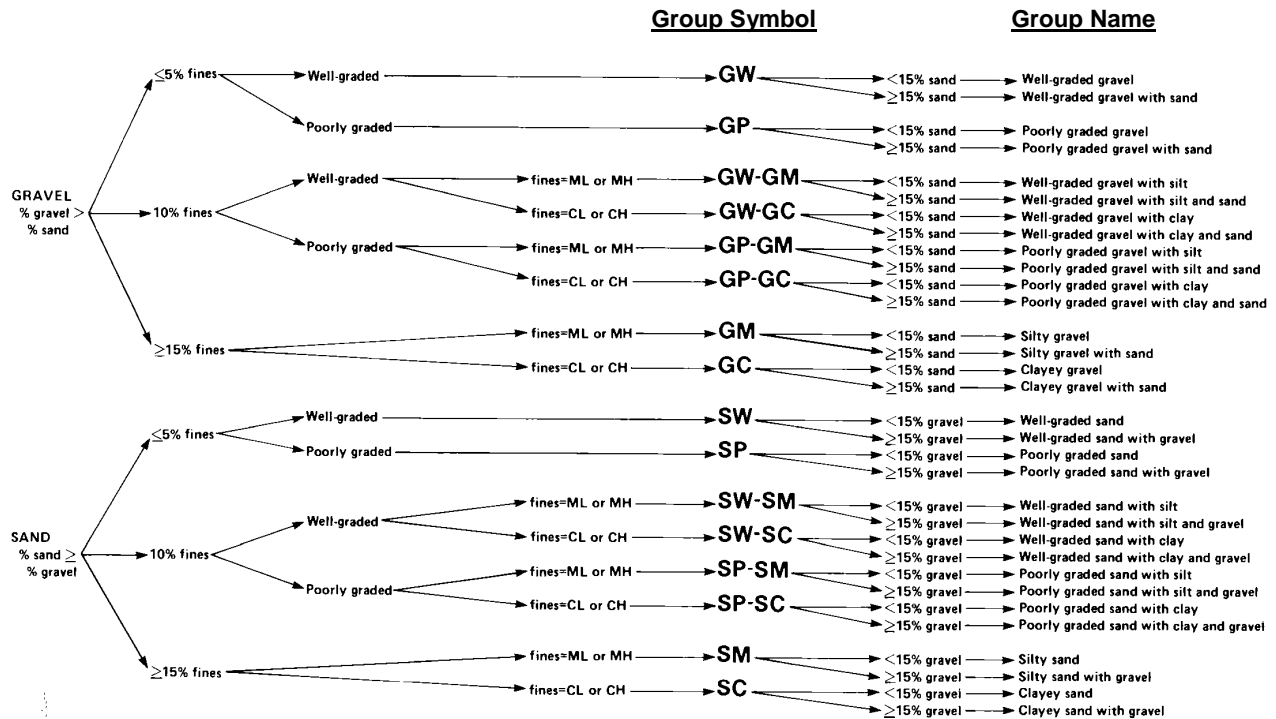 Group Symbol Group Name
≤5% fines Well-graded GW <15% sand Well-graded gravel
≥15% sand Well-graded gravel with sand
Poorly graded GP <15% sand Poorly graded gravel
≥15% sand Poorly graded gravel with sand
GRAVEL
% gravel >
% sand
10% fines Well-graded fines=ML or MH GW-GM <15% sand Well-graded gravel with silt
≥15% sand Well-graded gravel with silt and sand
fines=CL or CH GW-GC <15% sand Well-graded gravel with clay
≥15% sand Well-graded gravel with clay and sand
Poorly graded fines=ML or MH GP-GM <15% sand Poorly graded gravel with silt
≥15% sand Poorly graded gravel with silt and sand
fines=CL or CH GP-GC <15% sand Poorly graded gravel with clay
≥15% sand Poorly graded gravel with clay and sand
≥15% fines fines=ML or MH GM <15% sand Silty gravel
≥15% sand Silty gravel with sand
fines=CL or CH GC <15% sand Clayey gravel
≥15% sand Clayey gravel with sand
≤5% fines Well-graded SW <15% gravel Well-graded sand
≥15% gravel Well-graded sand with gravel
Poorly graded SP <15% gravel Poorly graded sand
≥15% gravel Poorly graded sand with gravel
SAND
% sand ≥
% gravel
10% fines Well-graded fines=ML or MH SW-SM <15% gravel Well-graded sand with silt
≥15% gravel Well-graded sand with silt and gravel
fines=CL or CH SW-SC <15% gravel Well-graded sand with clay
≥15% gravel Well-graded sand with clay and gravel
Poorly graded fines=ML or MH SP-SM <15% gravel Poorly graded sand with silt
≥15% gravel Poorly graded sand with silt and gravel
fines=CL or CH SP-SC <15% gravel Poorly graded sand with clay
≥15% gravel Poorly graded sand with clay and gravel
≥15% fines fines=ML or MH SM <15% gravel Silty sand
≥15% gravel Silty sand with gravel
fines=CL or CH SC <15% gravel Clayey sand
≥15% gravel Clayey sand with gravel